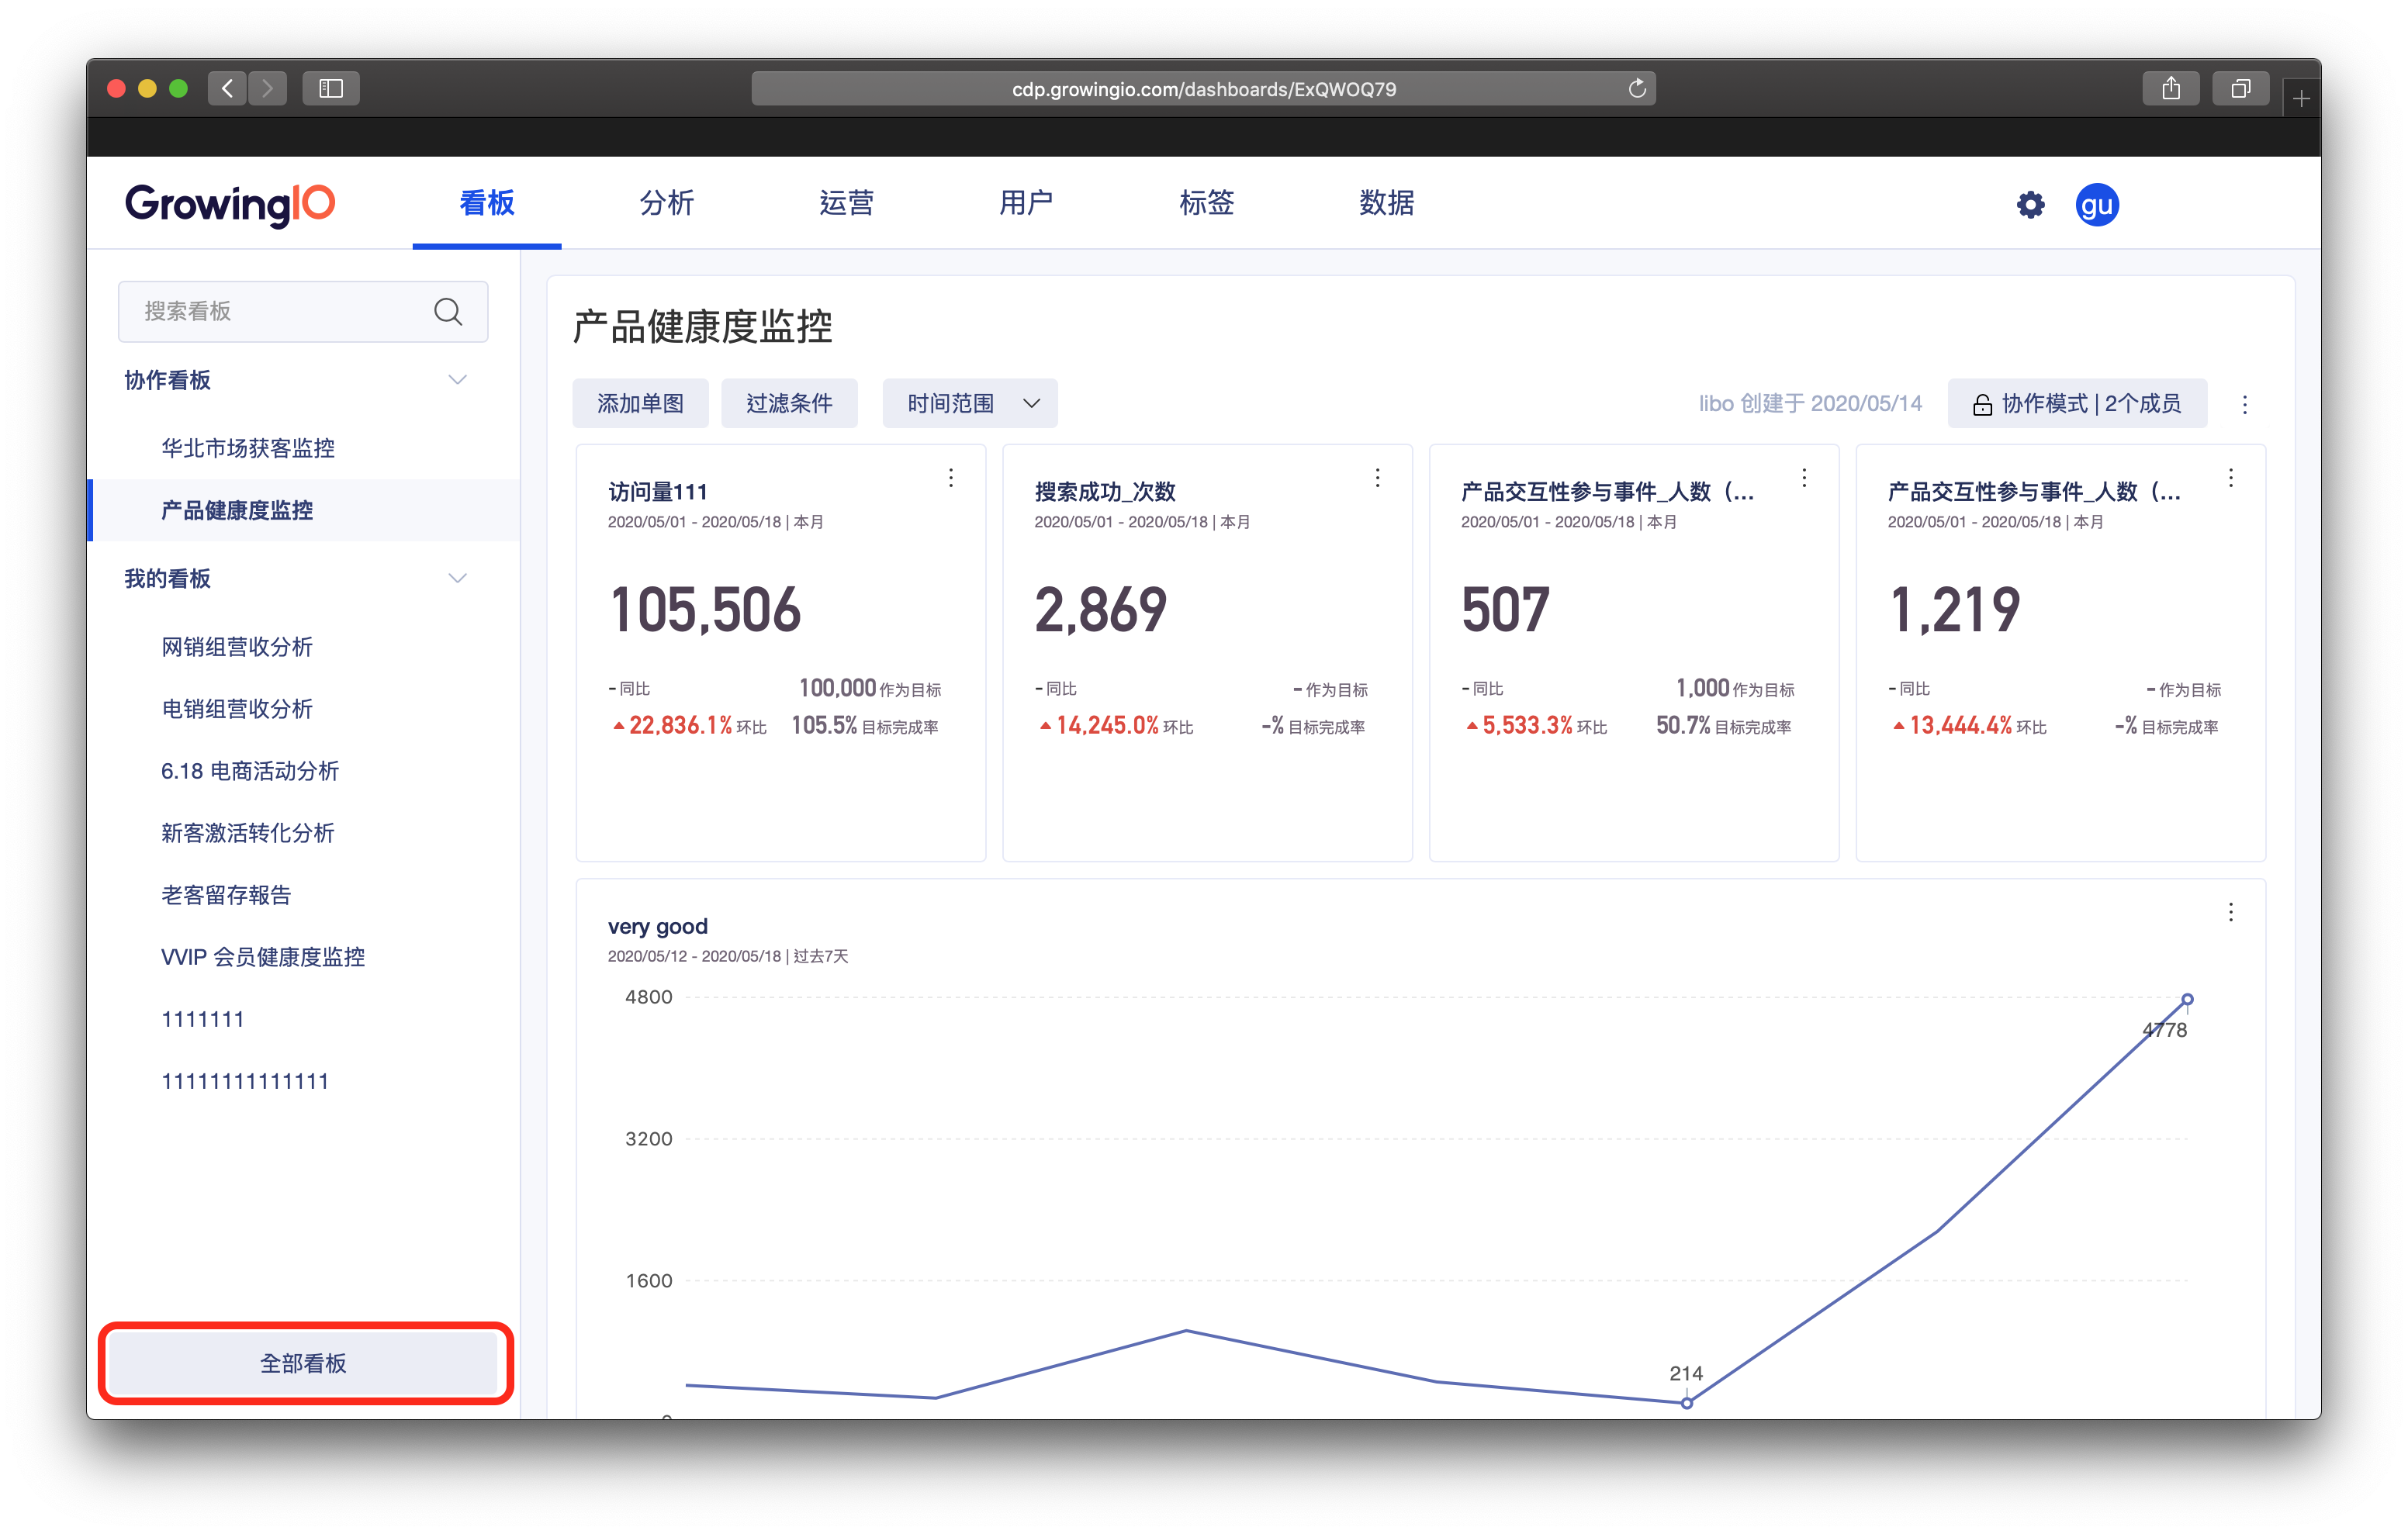 cdp.growingio.com/dashboards/ExQWOQ79
GrowingIO
看板
分析
运营
用户
标签
数据
gu
搜索看板
协作看板
华北市场获客监控
产品健康度监控
我的看板
网销组营收分析
电销组营收分析
6.18 电商活动分析
新客激活转化分析
老客留存報告
VVIP 会员健康度监控
1111111
11111111111111
全部看板
产品健康度监控
添加单图
过滤条件
时间范围
libo 创建于 2020/05/14
协作模式 | 2个成员
访问量111
2020/05/01 - 2020/05/18 | 本月
105,506
- 同比
100,000 作为目标
22,836.1% 环比
105.5% 目标完成率
搜索成功_次数
2020/05/01 - 2020/05/18 | 本月
2,869
- 同比
- 作为目标
14,245.0% 环比
-% 目标完成率
产品交互性参与事件_人数（...
2020/05/01 - 2020/05/18 | 本月
507
- 同比
1,000 作为目标
5,533.3% 环比
50.7% 目标完成率
产品交互性参与事件_人数（...
2020/05/01 - 2020/05/18 | 本月
1,219
- 同比
- 作为目标
13,444.4% 环比
-% 目标完成率
very good
2020/05/12 - 2020/05/18 | 过去7天
4800
4778
3200
1600
214